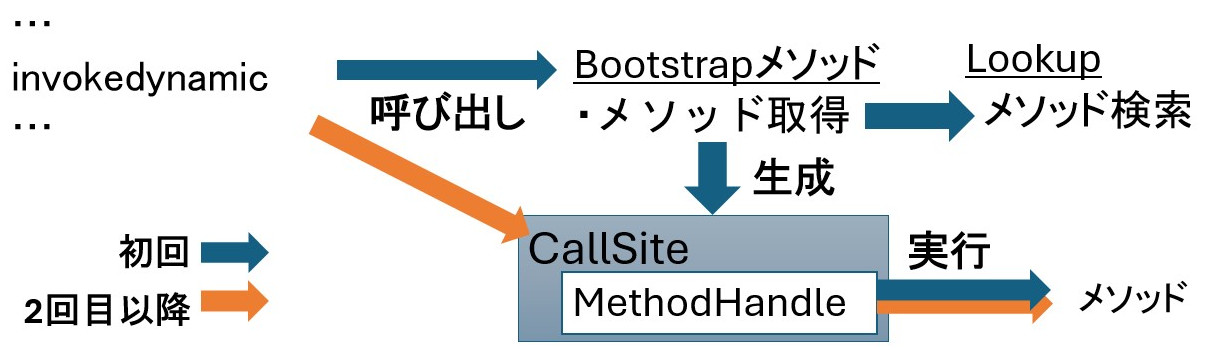 …
invokedynamic
…
呼び出し
Bootstrapメソッド
・メソッド取得
Lookup
メソッド検索
生成
CallSite
MethodHandle
実行
メソッド
初回
2回目以降